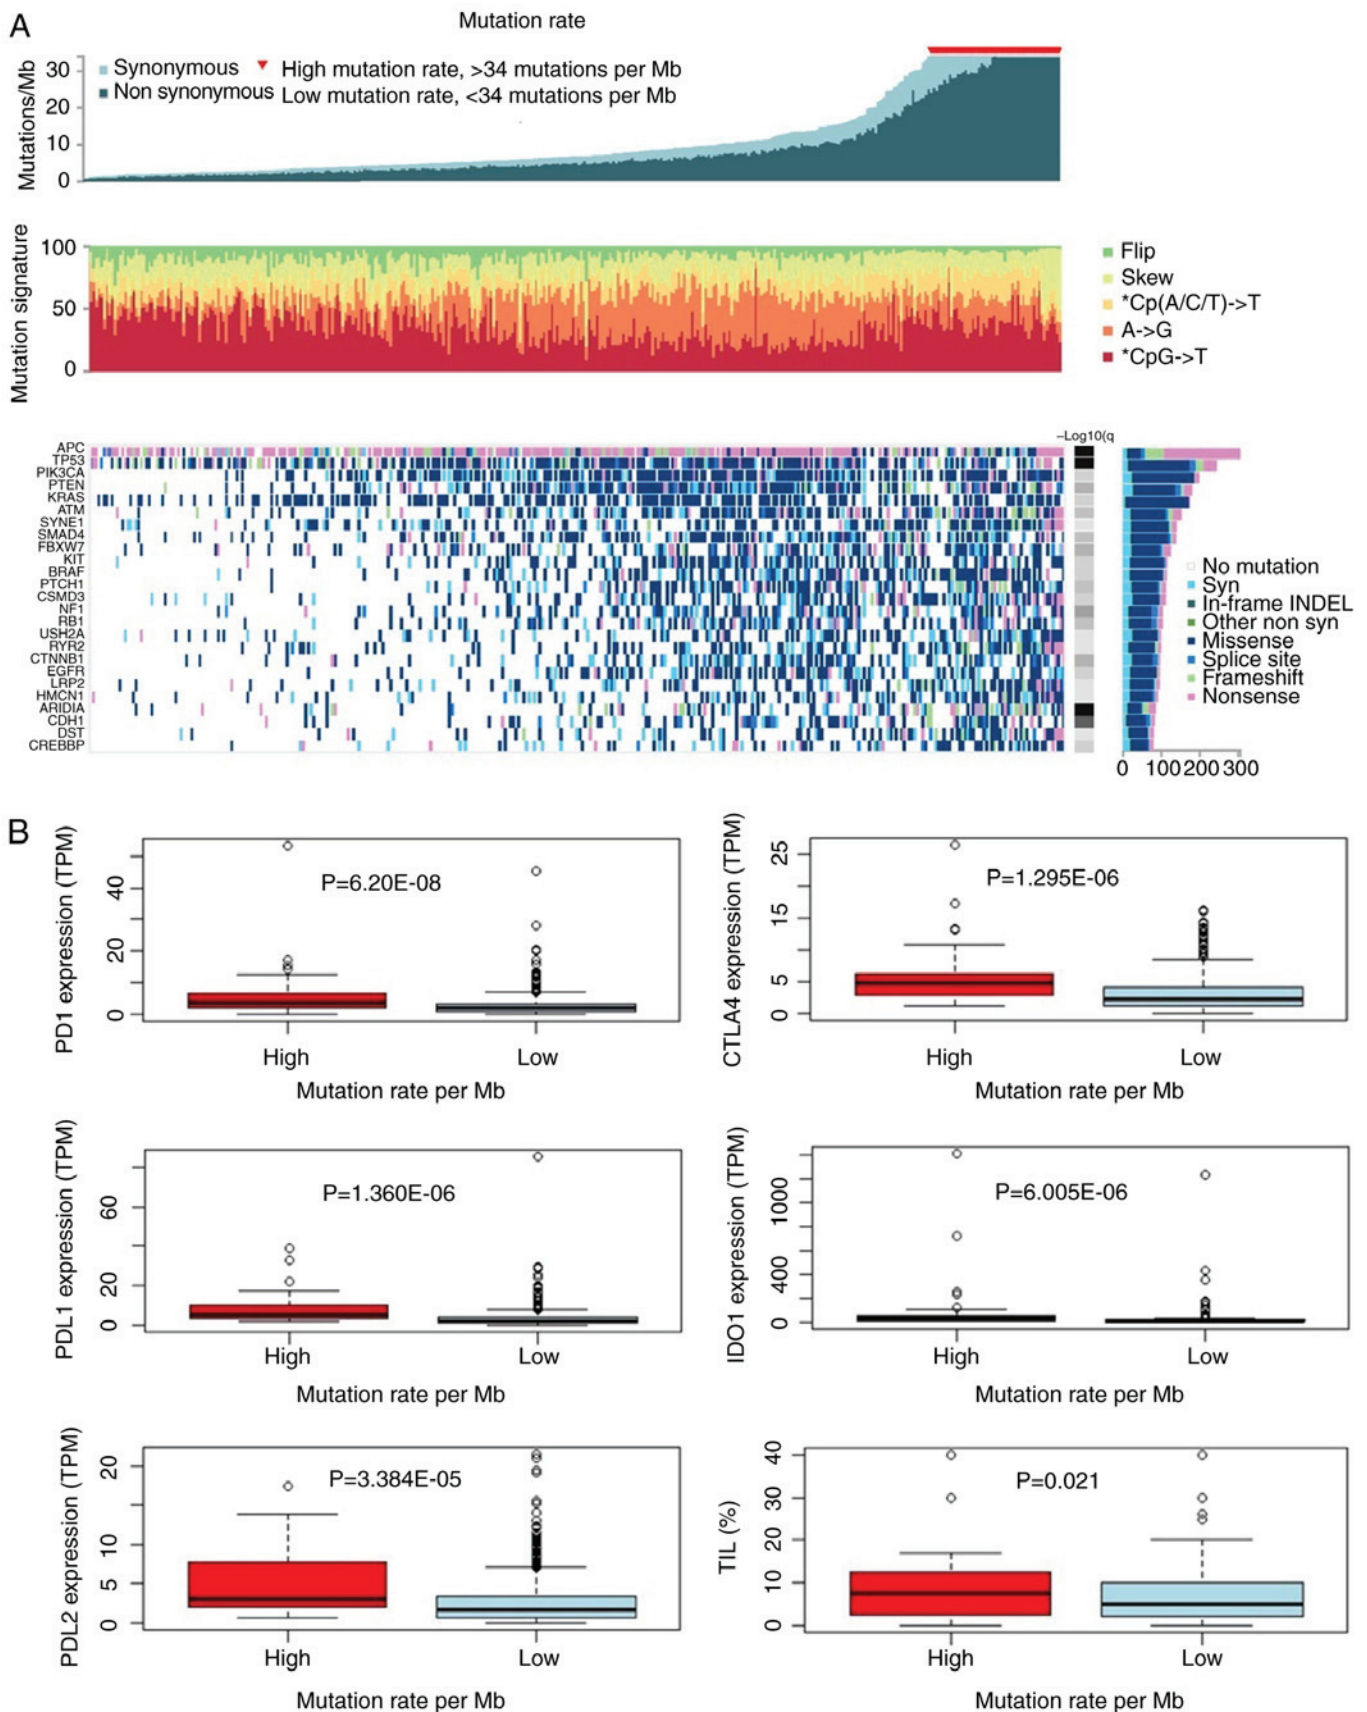 A
Mutation rate
Mutations/Mb
30
20
10
0
Synonymous
Non synonymous
High mutation rate, >34 mutations per Mb
Low mutation rate, <34 mutations per Mb
Mutation signature
100
50
0
Flip
Skew
*Cp(A/C/T)->T
A->G
*CpG->T
APC
TP53
PIK3CA
PTEN
KRAS
ATM
SYNE1
SMAD4
FBXW7
KIT
BRAF
PTCH1
CSMD3
NF1
RB1
USH2A
RYR2
CTNNB1
EGFR
LRP2
HMCN1
ARIDIA
CDH1
DST
CREBBP
–Log10(q
No mutation
Syn
In-frame INDEL
Other non syn
Missense
Splice site
Frameshift
Nonsense
0 100 200 300
B
PD1 expression (TPM)
40
20
0
P=6.20E-08
High Low
Mutation rate per Mb
CTLA4 expression (TPM)
25
15
5
0
P=1.295E-06
High Low
Mutation rate per Mb
PDL1 expression (TPM)
60
20
0
P=1.360E-06
High Low
Mutation rate per Mb
IDO1 expression (TPM)
1000
400
0
P=6.005E-06
High Low
Mutation rate per Mb
PDL2 expression (TPM)
20
10
5
0
P=3.384E-05
High Low
Mutation rate per Mb
TIL (%)
40
30
20
10
0
P=0.021
High Low
Mutation rate per Mb